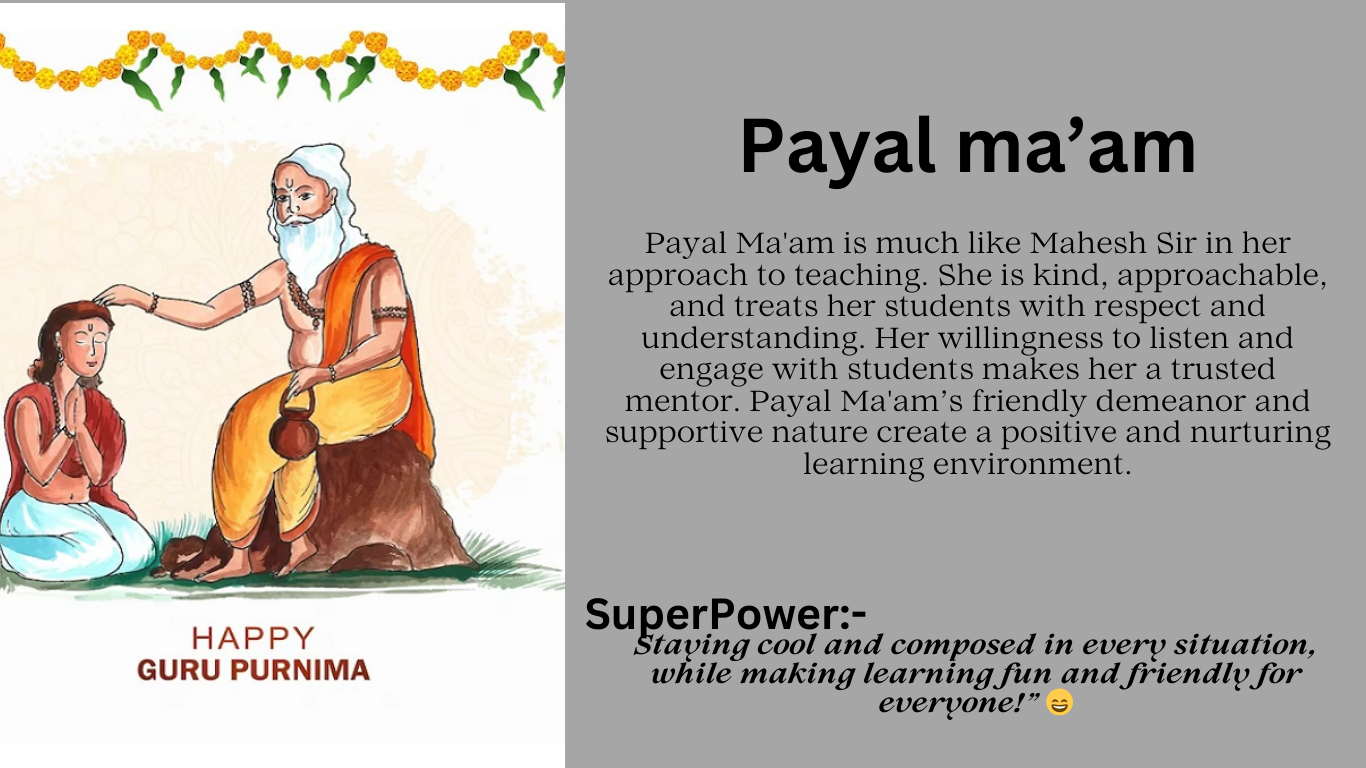 HAPPY
GURU PURNIMA
Payal ma’am
Payal Ma'am is much like Mahesh Sir in her
approach to teaching. She is kind, approachable,
and treats her students with respect and
understanding. Her willingness to listen and
engage with students makes her a trusted
mentor. Payal Ma'am’s friendly demeanor and
supportive nature create a positive and nurturing
learning environment.
SuperPower:-
Staying cool and composed in every situation,
while making learning fun and friendly for
everyone!” 😄